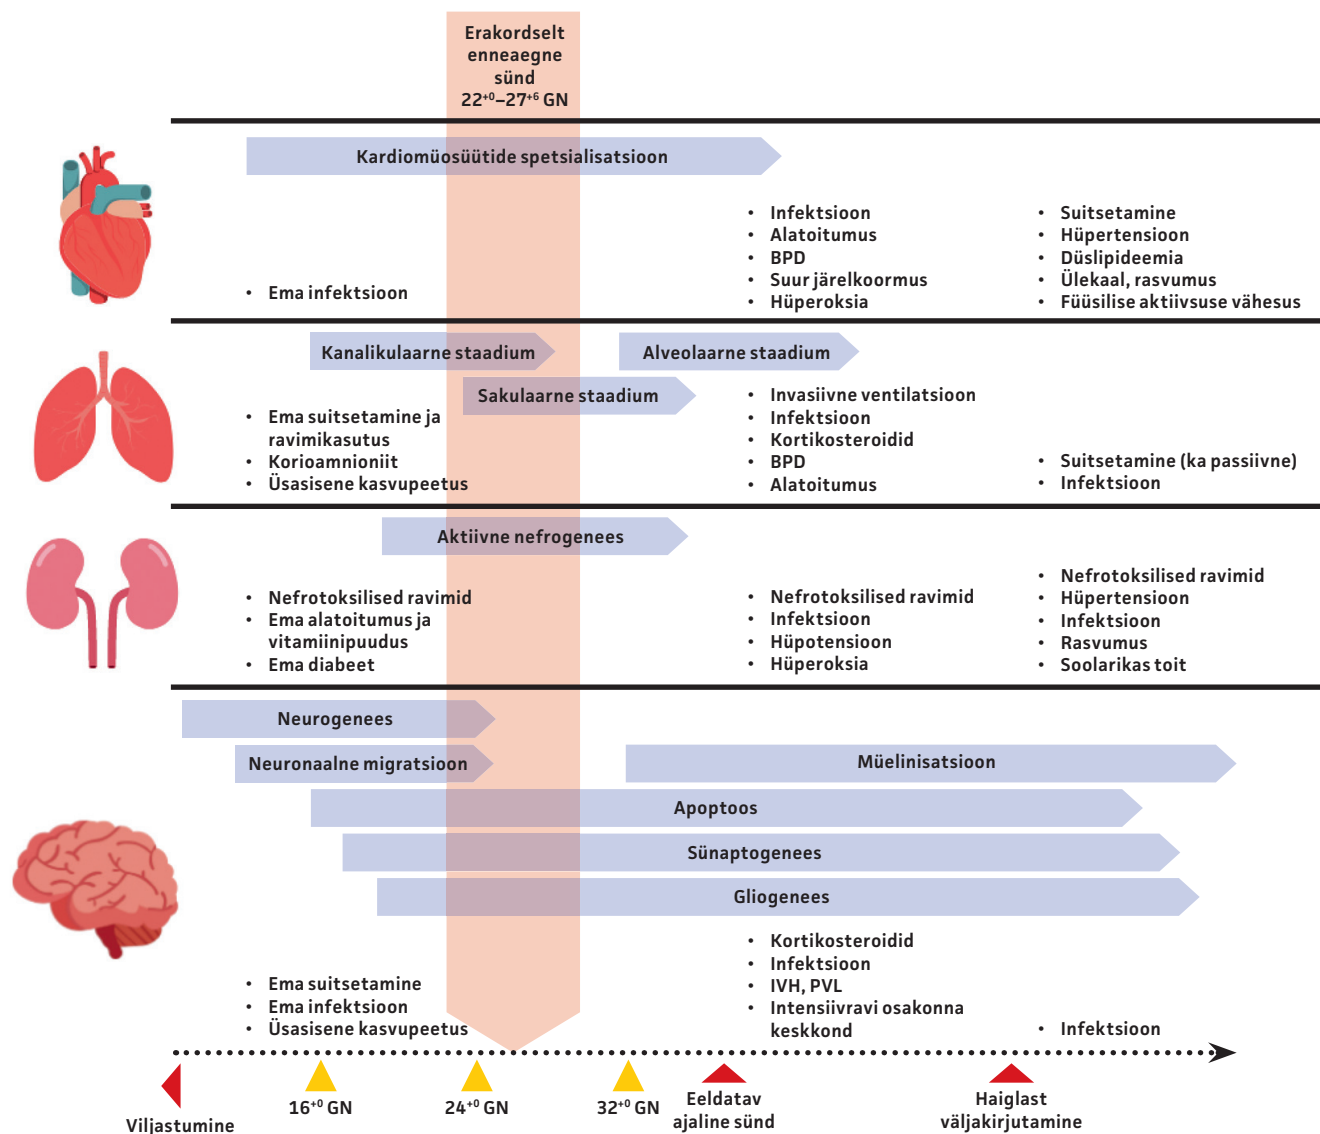 Erakordselt
enneaegne
sünd
22⁺⁰–27⁺⁶ GN
Kardiomüosüütide spetsialisatsioon
• Ema infektsioon
• Infektsioon
• Alatoitumus
• BPD
• Suur järelkoormus
• Hüperoksia
• Suitsetamine
• Hüpertensioon
• Düslipideemia
• Ülekaal, rasvumus
• Füüsilise aktiivsuse vähesus
Kanalikulaarne staadium
Alveolaarne staadium
Sakulaarne staadium
• Ema suitsetamine ja
ravimikasutus
• Korioamnioniit
• Üsasisene kasvupeetus
• Invasiivne ventilatsioon
• Infektsioon
• Kortikosteroidid
• BPD
• Alatoitumus
• Suitsetamine (ka passiivne)
• Infektsioon
Aktiivne nefrogenees
• Nefrotoksilised ravimid
• Ema alatoitumus ja
vitamiinipuudus
• Ema diabeet
• Nefrotoksilised ravimid
• Infektsioon
• Hüpotensioon
• Hüperoksia
• Nefrotoksilised ravimid
• Hüpertensioon
• Infektsioon
• Rasvumus
• Soolarikas toit
Neurogenees
Neuronaalne migratsioon
Müelinisatsioon
Apoptoos
Sünaptogenees
Gliogenees
• Ema suitsetamine
• Ema infektsioon
• Üsasisene kasvupeetus
• Kortikosteroidid
• Infektsioon
• IVH, PVL
• Intensiivravi osakonna
keskkond
• Infektsioon
Viljastumine
16⁺⁰ GN
24⁺⁰ GN
32⁺⁰ GN
Eeldatav
ajaline sünd
Haiglast
väljakirjutamine